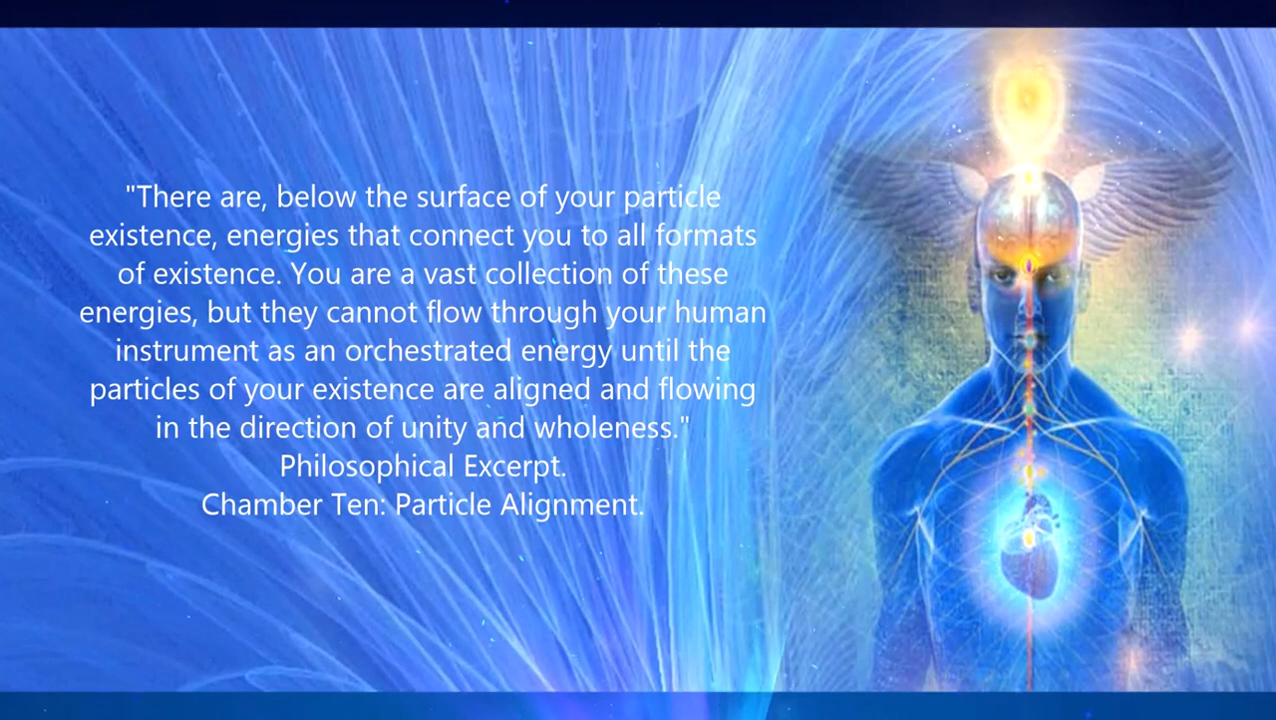 "There are, below the surface of your particle
existence, energies that connect you to all formats
of existence. You are a vast collection of these
energies, but they cannot flow through your human
instrument as an orchestrated energy until the
particles of your existence are aligned and flowing
in the direction of unity and wholeness."
Philosophical Excerpt.
Chamber Ten: Particle Alignment.